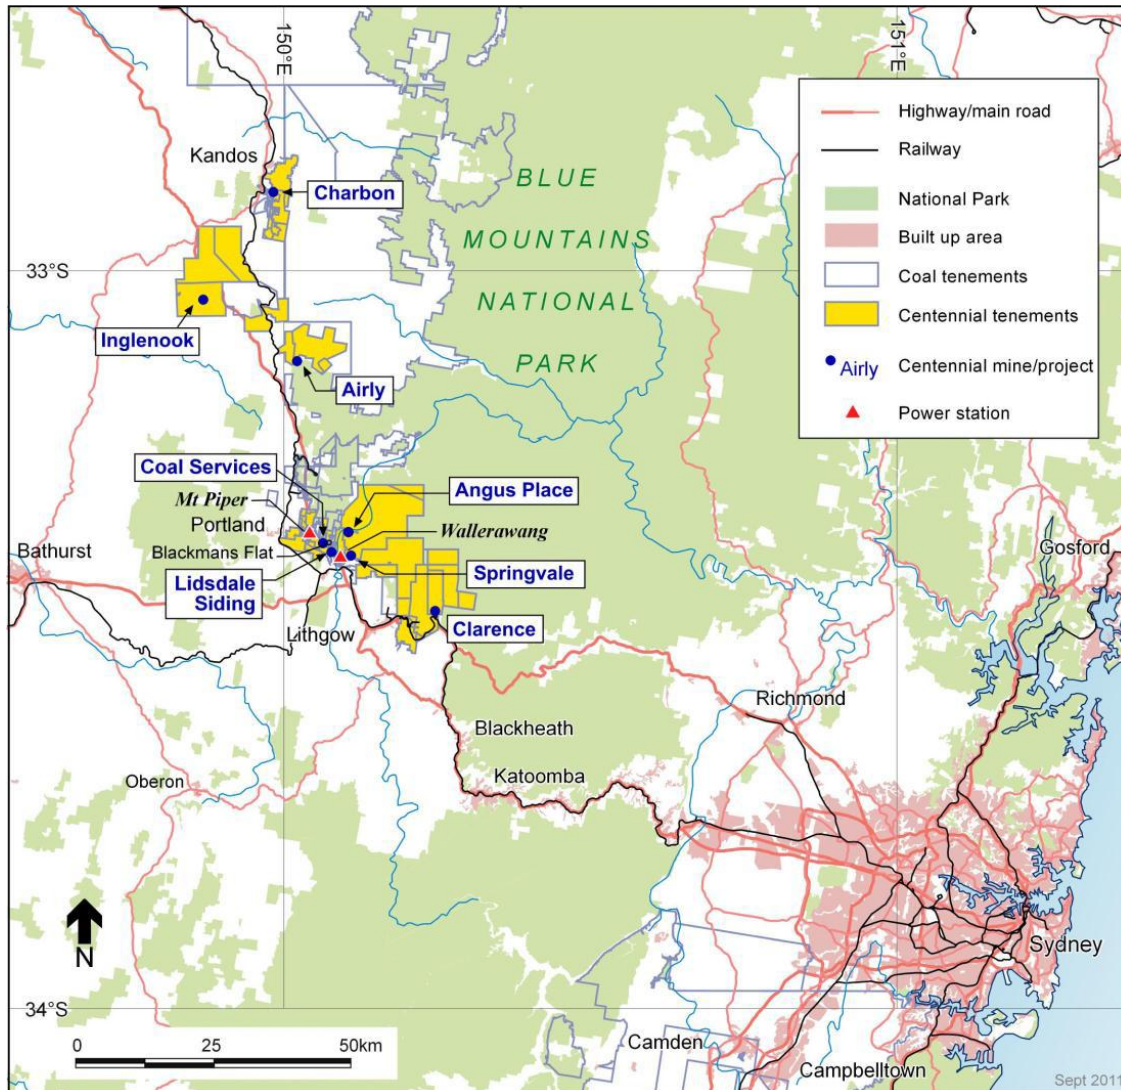 150°E
151°E
Highway/main road
Railway
National Park
Built up area
Coal tenements
Centennial tenements
Airly
Centennial mine/project
Power station
Kandos
Charbon
BLUE
MOUNTAINS
NATIONAL
PARK
33°S
Inglenook
Airly
Coal Services
Mt Piper
Portland
Angus Place
Wallerawang
Bathurst
Blackmans Flat
Lidsdale
Siding
Springvale
Gosford
Lithgow
Clarence
Richmond
Blackheath
Katoomba
Oberon
N
Sydney
34°S
0 25 50km
Camden
Campbelltown
Sept 2011